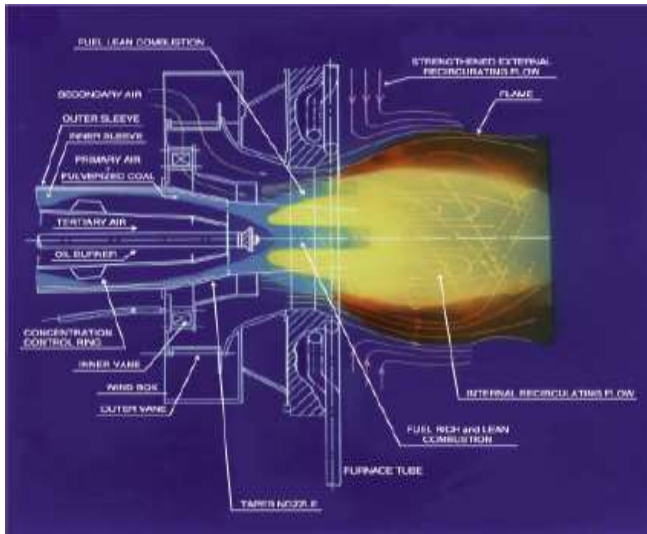 FUEL LEAN COMBUSTION
STRENGTHENED EXTERNAL
RECIRCURATING FLOW
SECONDARY AIR
FLAME
OUTER SLEEVE
INNER SLEEVE
PRIMARY AIR
PULVERIZED COAL
TERTIARY AIR
OIL BURNER
CONCENTRATION
CONTROL RING
INNER VANE
WIND BOX
OUTER VANE
INTERNAL RECIRCULATING FLOW
FUEL RICH and LEAN
COMBUSTION
FURNACE TUBE
TAPER NOZZLE